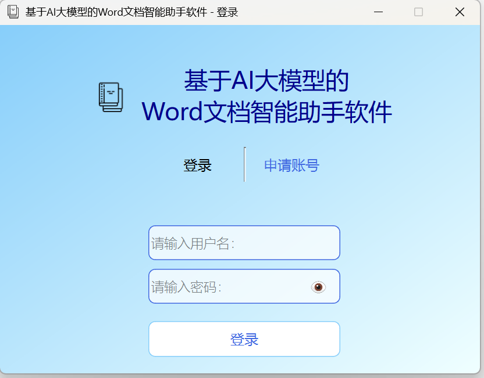 基于AI大模型的Word文档智能助手软件 - 登录
基于AI大模型的
Word文档智能助手软件
登录
申请账号
请输入用户名：
请输入密码：
登录